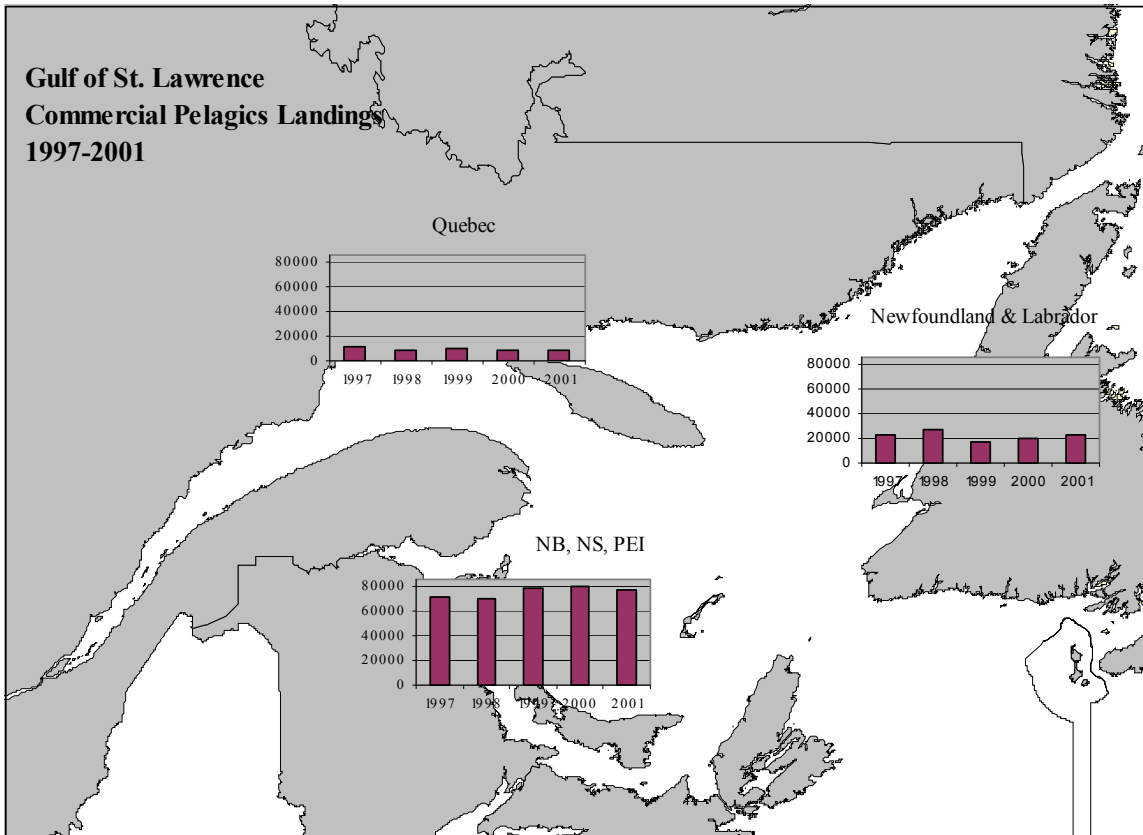 Gulf of St. Lawrence
Commercial Pelagics Landings
1997-2001
Quebec
80000
60000
40000
20000
0
1997 1998 1999 2000 2001
Newfoundland & Labrador
80000
60000
40000
20000
0
1997 1998 1999 2000 2001
NB, NS, PEI
80000
60000
40000
20000
0
1997 1998 1999 2000 2001